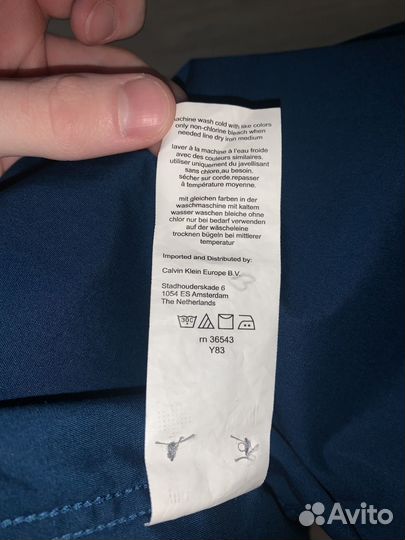 machine wash cold with like colors
only non-chlorine bleach when
needed line dry iron medium
laver à la machine à l'eau froide
avec des couleurs similaires,
utiliser uniquement du javellisant
sans chlore,au besoin.
sécher sur corde.repasser
à température moyenne.
mit gleichen farben in der
waschmaschine mit kaltem
wasser waschen bleiche ohne
chlor nur bei bedarf verwenden
auf der wäscheleine
trocknen bügeln bei mittlerer
temperatur
Imported and Distributed by:
Calvin Klein Europe B.V.
Stadhouderskade 6
1054 ES Amsterdam
The Netherlands
30C
rn 36543
Y83
Avito